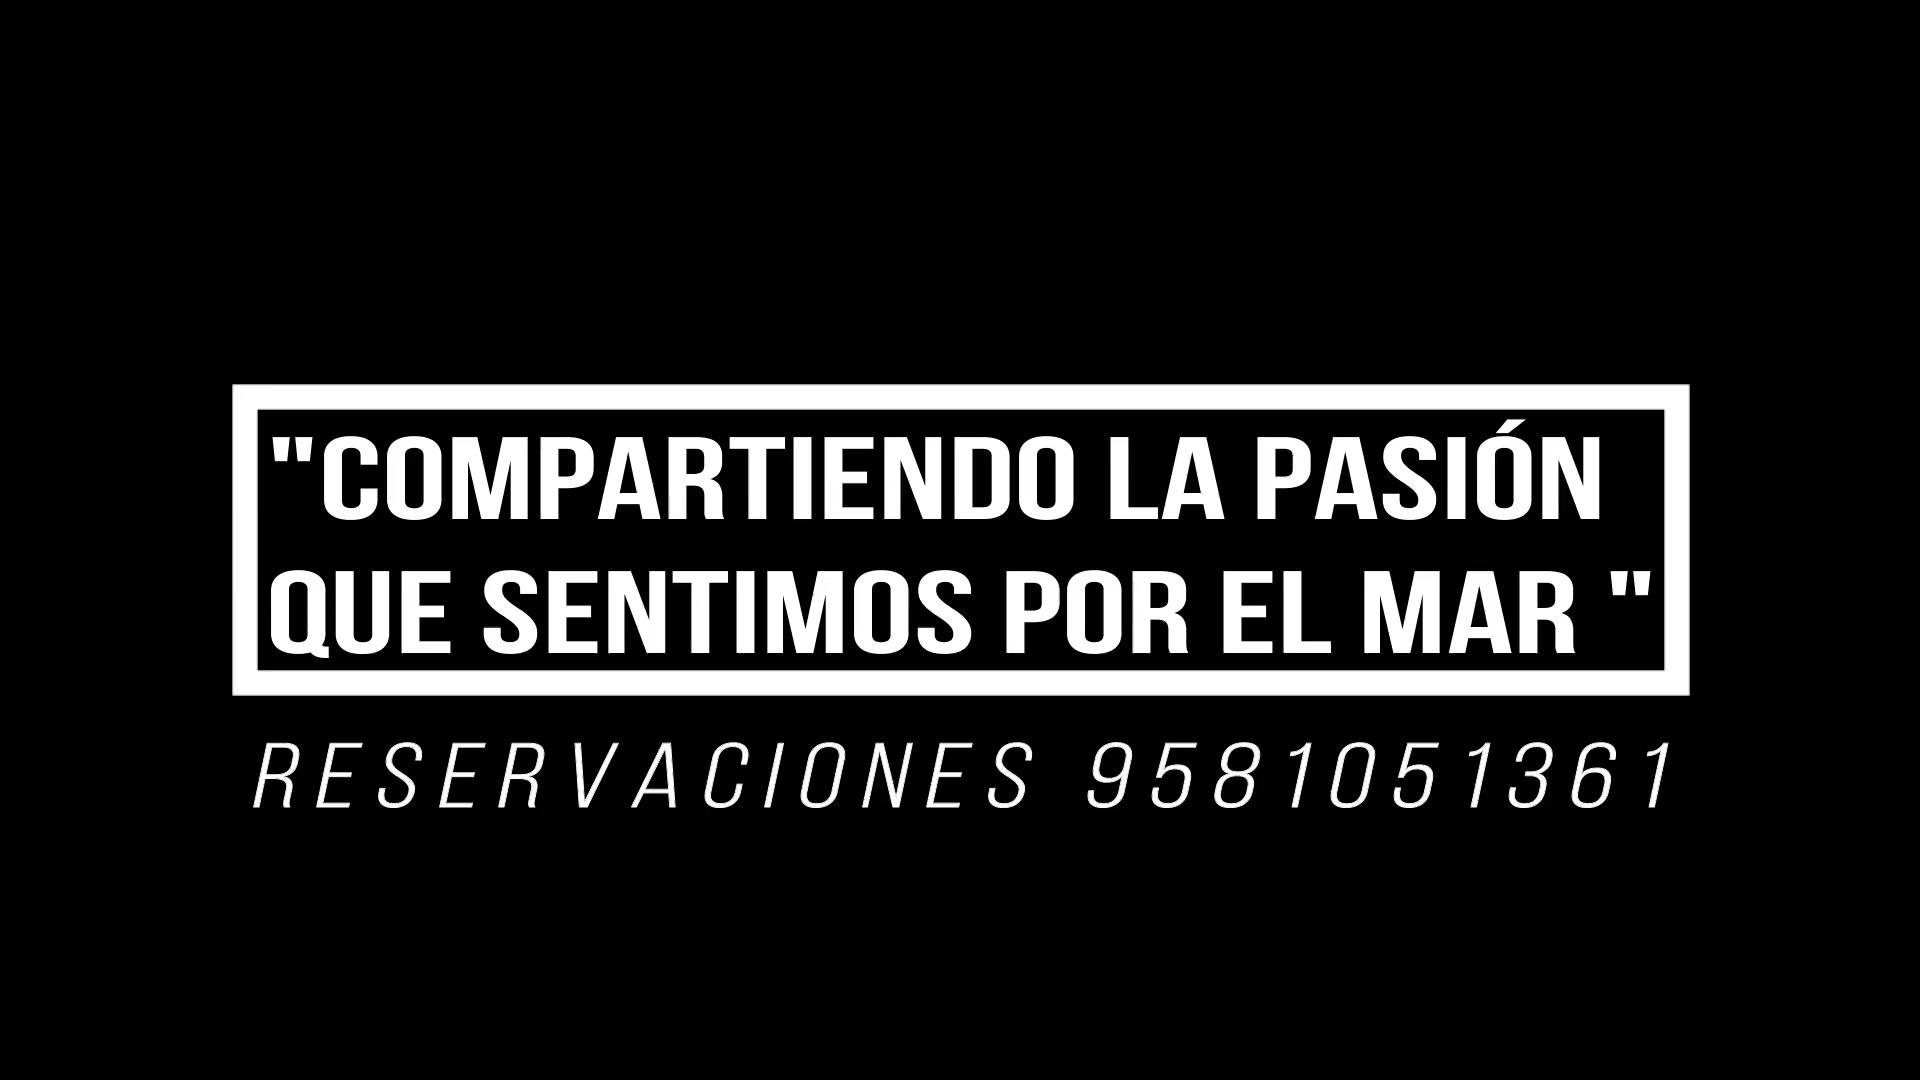 "COMPARTIENDO LA PASIÓN
QUE SENTIMOS POR EL MAR "
RESERVACIONES 9581051361